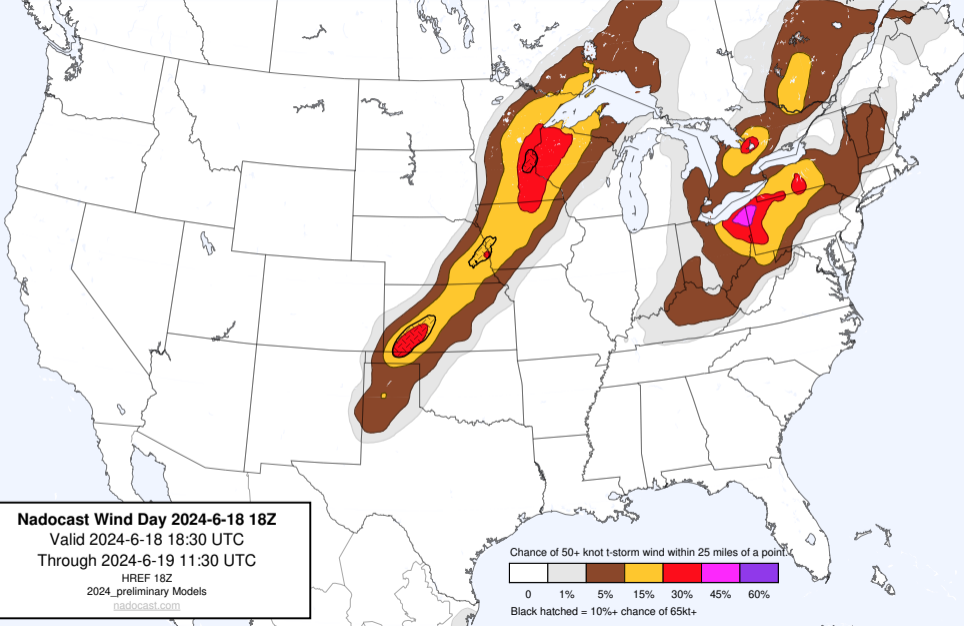 Nadocast Wind Day 2024-6-18 18Z
Valid 2024-6-18 18:30 UTC
Through 2024-6-19 11:30 UTC
HREF 18Z
2024_preliminary Models
nadocast.com
Chance of 50+ knot t-storm wind within 25 miles of a point.
0 1% 5% 15% 30% 45% 60%
Black hatched = 10%+ chance of 65kt+